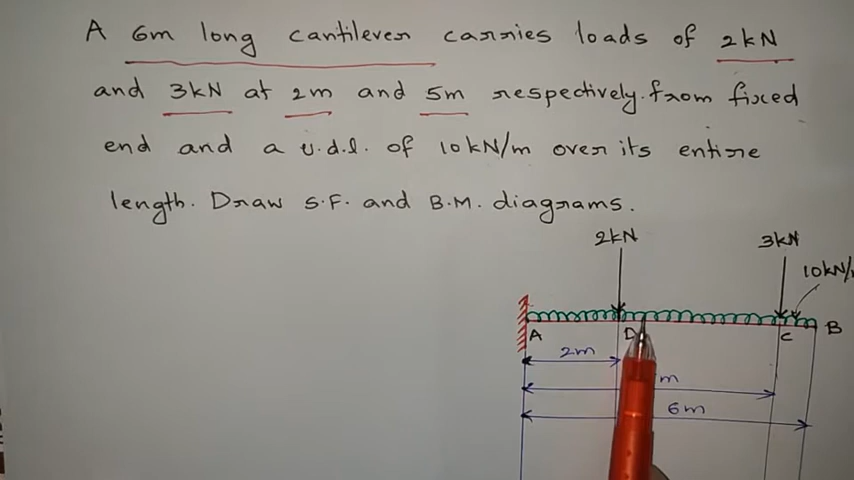 A 6m long cantilever carries loads of 2kN
and 3kN at 2m and 5m respectively. from fixed
end and a u.d.l. of 10kN/m over its entire
length. Draw S.F. and B.M. diagrams.
2kN
3kN
10kN/
A
D
C
B
2m
m
6m